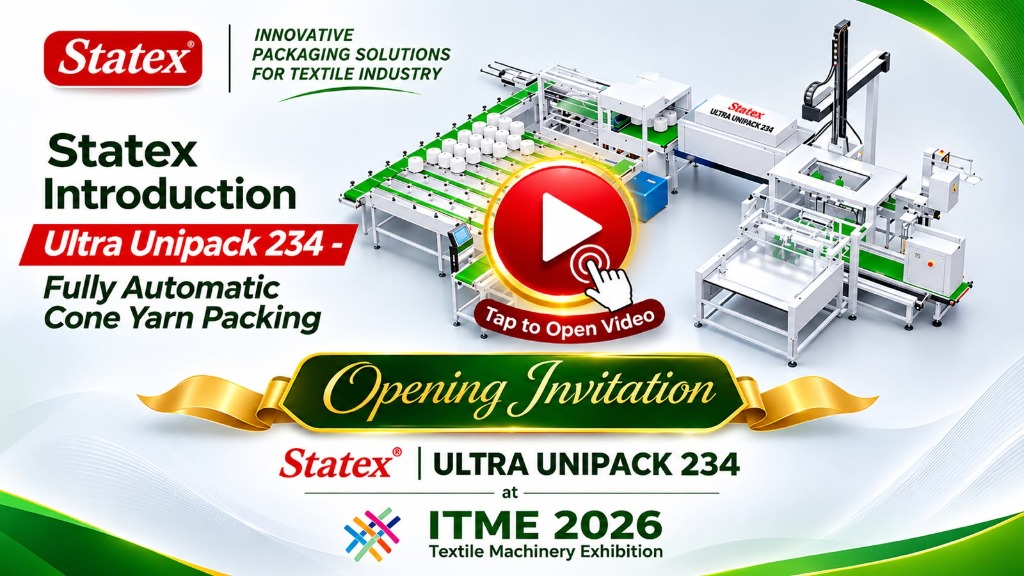 Statex®
INNOVATIVE
PACKAGING SOLUTIONS
FOR TEXTILE INDUSTRY
Statex
Introduction
Ultra Unipack 234 -
Fully Automatic
Cone Yarn Packing
Statex
ULTRA UNIPACK 234
Tap to Open Video
Opening Invitation
Statex® | ULTRA UNIPACK 234
at
ITME 2026
Textile Machinery Exhibition